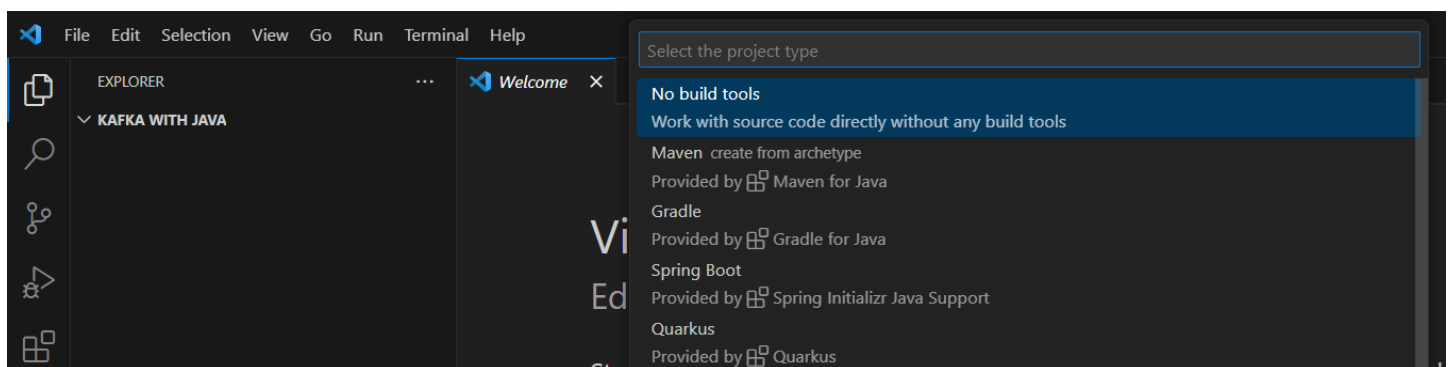 File Edit Selection View Go Run Terminal Help
Select the project type
EXPLORER
Welcome
No build tools
KAFKA WITH JAVA
Work with source code directly without any build tools
Maven create from archetype
Provided by Maven for Java
Gradle
Vi
Provided by Gradle for Java
Spring Boot
Ed
Provided by Spring Initializr Java Support
Quarkus
Provided by Quarkus